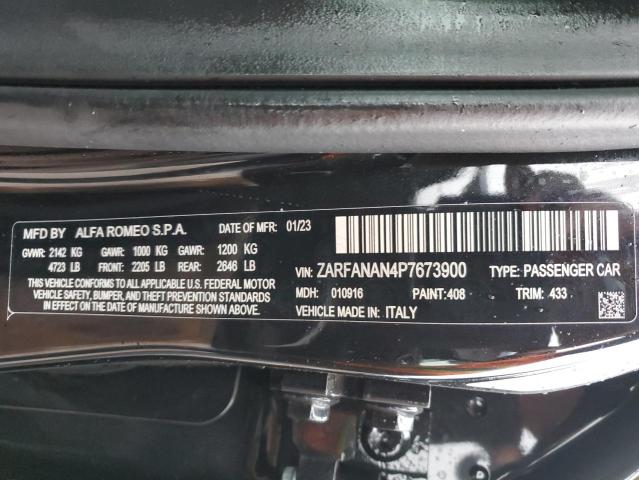 MFD BY ALFA ROMEO S.P.A. DATE OF MFR: 01/23
GVWR: 2142 KG GAWR: 1000 KG GAWR: 1200 KG
4723 LB FRONT: 2205 LB REAR: 2646 LB
THIS VEHICLE CONFORMS TO ALL APPLICABLE U.S. FEDERAL MOTOR
VEHICLE SAFETY, BUMPER, AND THEFT PREVENTION STANDARDS
IN EFFECT ON THE DATE OF MANUFACTURE SHOWN ABOVE.
VIN: ZARFANAN4P7673900 TYPE: PASSENGER CAR
MDH: 010916 PAINT: 408 TRIM: 433
VEHICLE MADE IN: ITALY